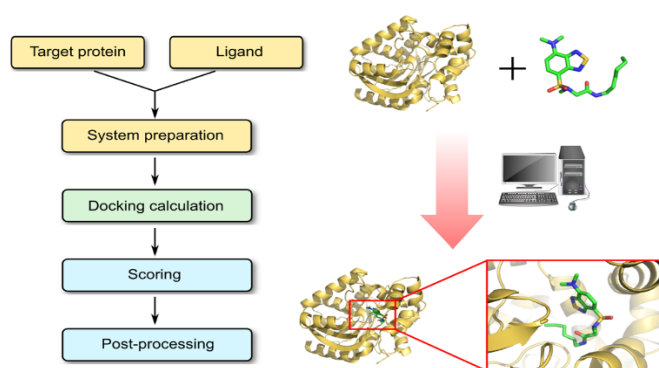 Target protein
Ligand
System preparation
Docking calculation
Scoring
Post-processing